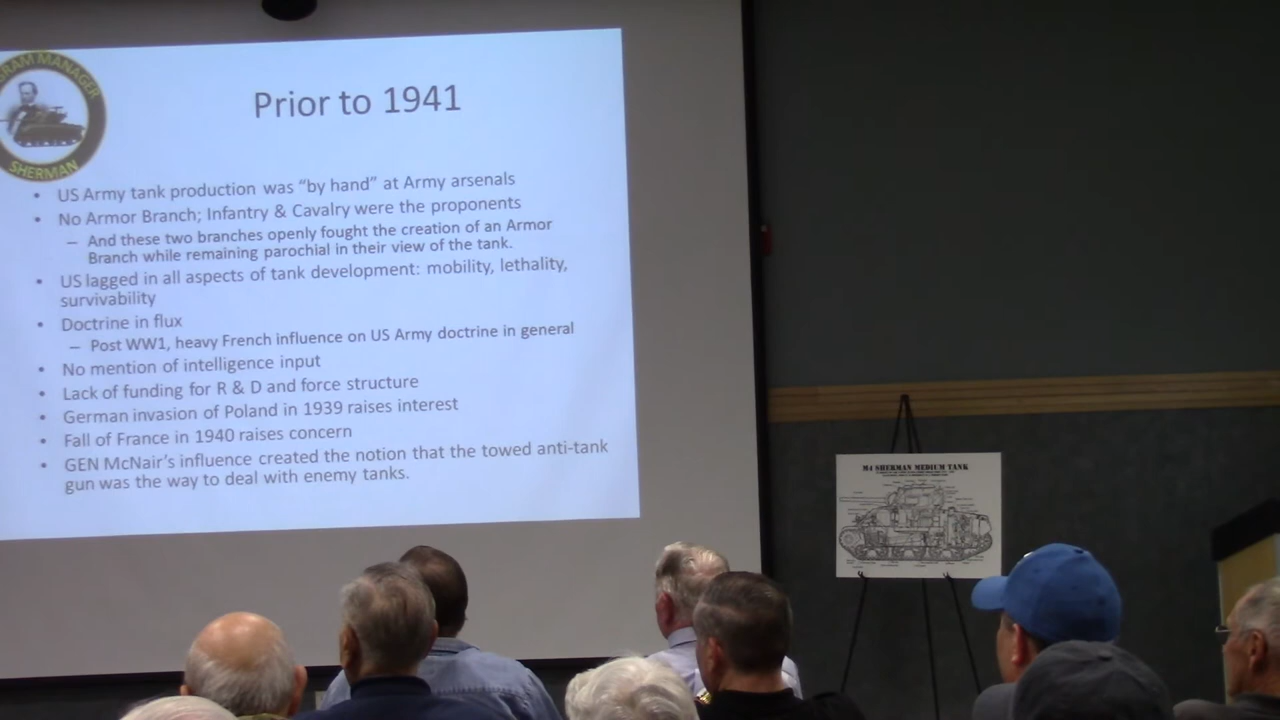 GRAM MANAGER
SHERMAN
Prior to 1941
• US Army tank production was “by hand” at Army arsenals
• No Armor Branch; Infantry & Cavalry were the proponents
– And these two branches openly fought the creation of an Armor
Branch while remaining parochial in their view of the tank.
• US lagged in all aspects of tank development: mobility, lethality,
survivability
• Doctrine in flux
– Post WW1, heavy French influence on US Army doctrine in general
• No mention of intelligence input
• Lack of funding for R & D and force structure
• German invasion of Poland in 1939 raises interest
• Fall of France in 1940 raises concern
• GEN McNair’s influence created the notion that the towed anti-tank
gun was the way to deal with enemy tanks.
M4 SHERMAN MEDIUM TANK